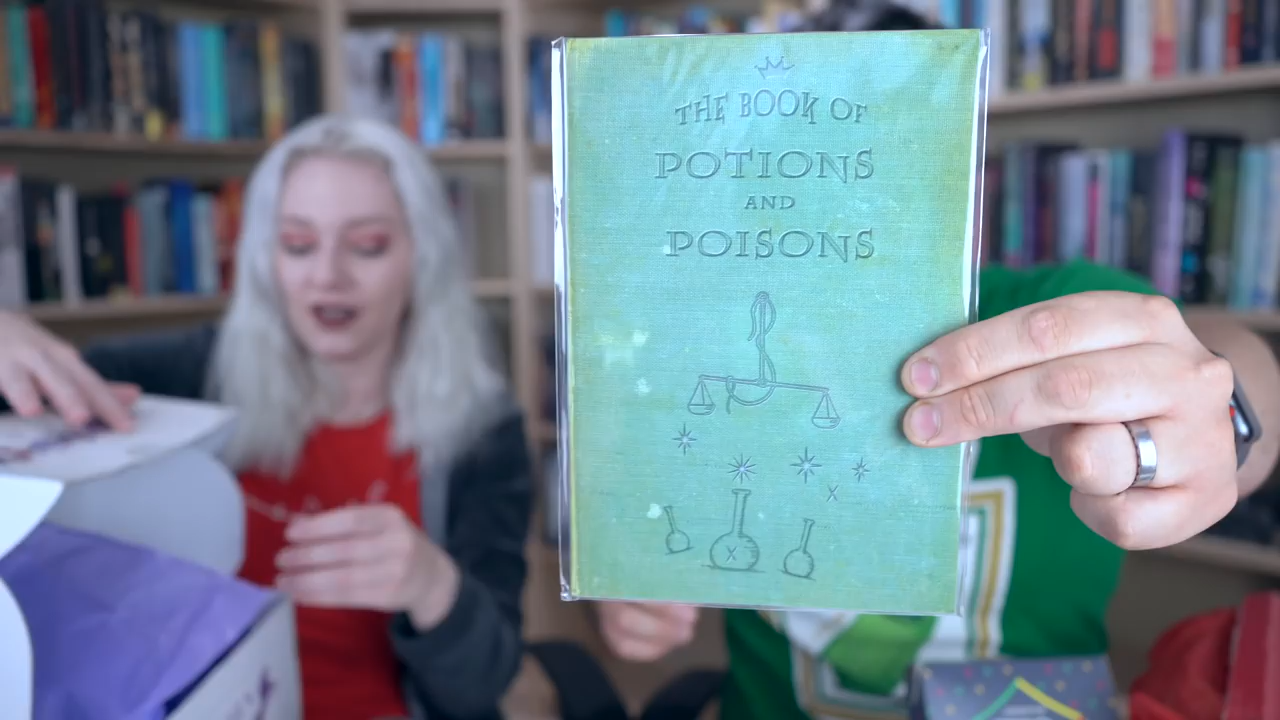 THE BOOK OF
POTIONS
AND
POISONS
X
X